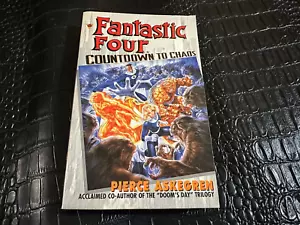 FANTASTIC
FOUR
COUNTDOWN TO CHAOS
PIERCE ASKEGREN
ACCLAIMED CO-AUTHOR OF THE "DOOM'S DAY" TRILOGY